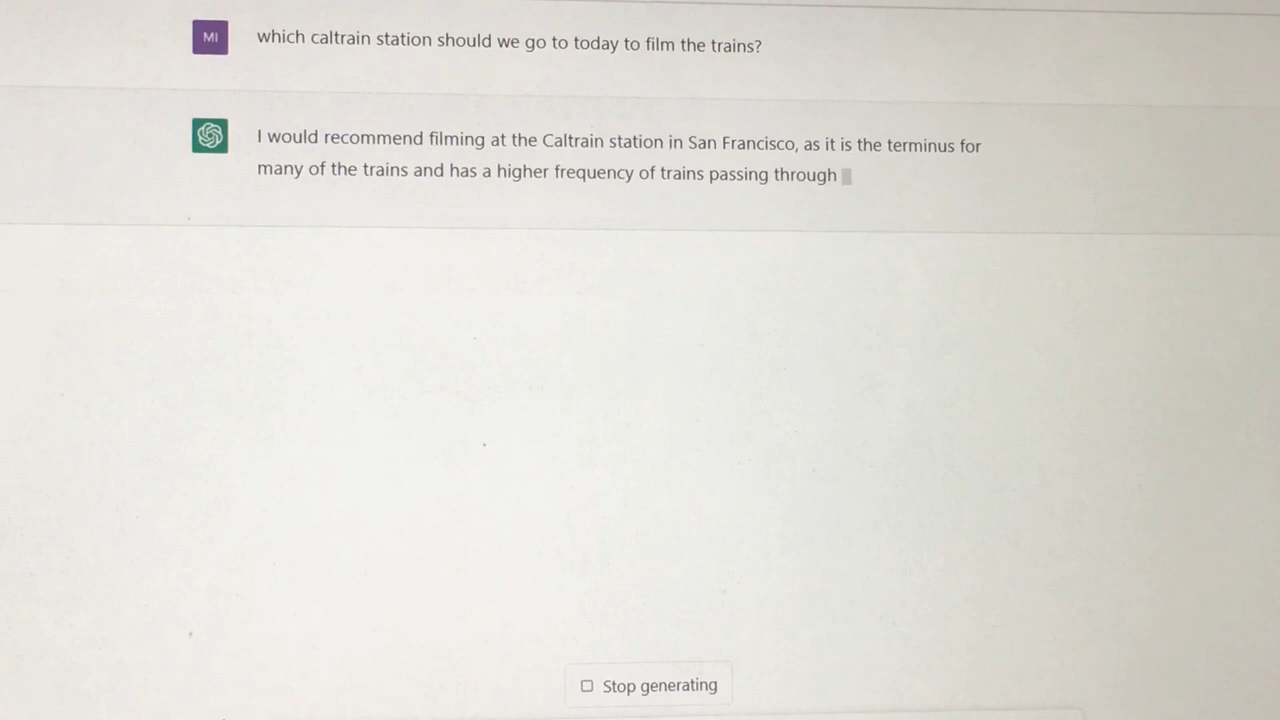 MI
which caltrain station should we go to today to film the trains?
I would recommend filming at the Caltrain station in San Francisco, as it is the terminus for
many of the trains and has a higher frequency of trains passing through
Stop generating